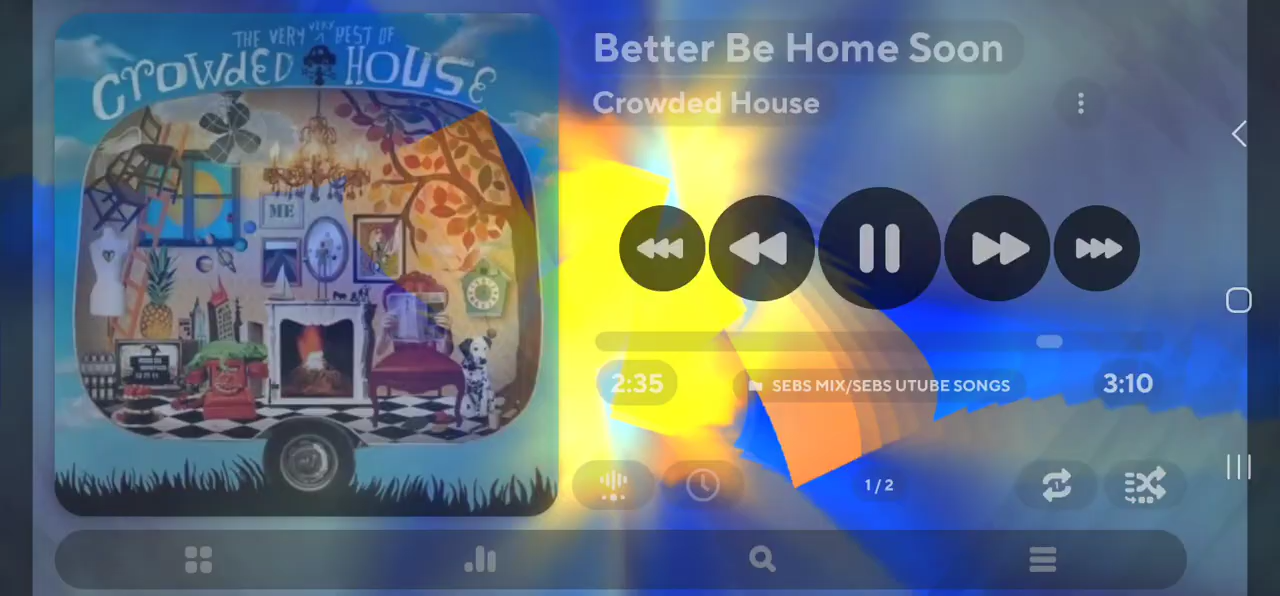 THE VERY VERY BEST OF
CROWDED HOUSE
ME
Better Be Home Soon
Crowded House
2:35
SEBS MIX/SEBS UTUBE SONGS
3:10
1/2
1